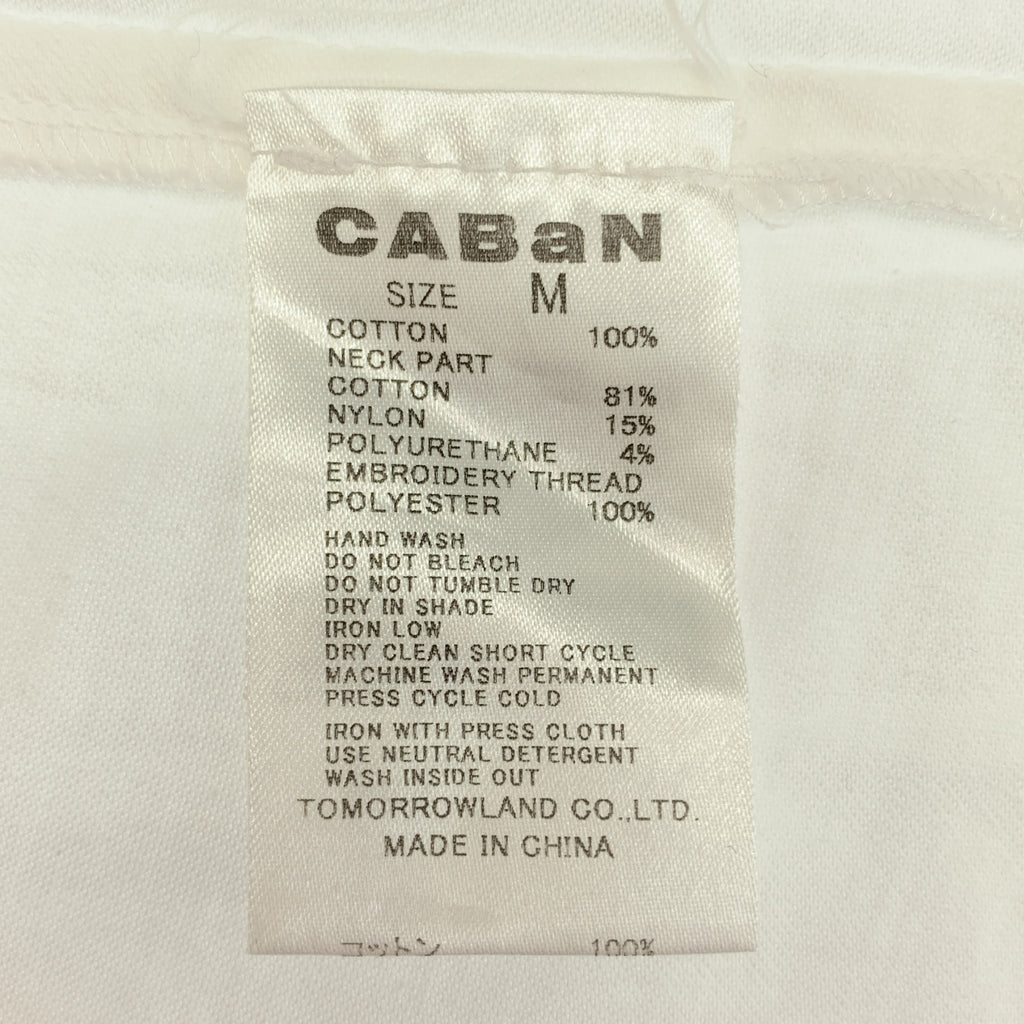 CABaN
SIZE M
COTTON 100%
NECK PART
COTTON 81%
NYLON 15%
POLYURETHANE 4%
EMBROIDERY THREAD
POLYESTER 100%
HAND WASH
DO NOT BLEACH
DO NOT TUMBLE DRY
DRY IN SHADE
IRON LOW
DRY CLEAN SHORT CYCLE
MACHINE WASH PERMANENT
PRESS CYCLE COLD
IRON WITH PRESS CLOTH
USE NEUTRAL DETERGENT
WASH INSIDE OUT
TOMORROWLAND CO.,LTD.
MADE IN CHINA
コットン 100%